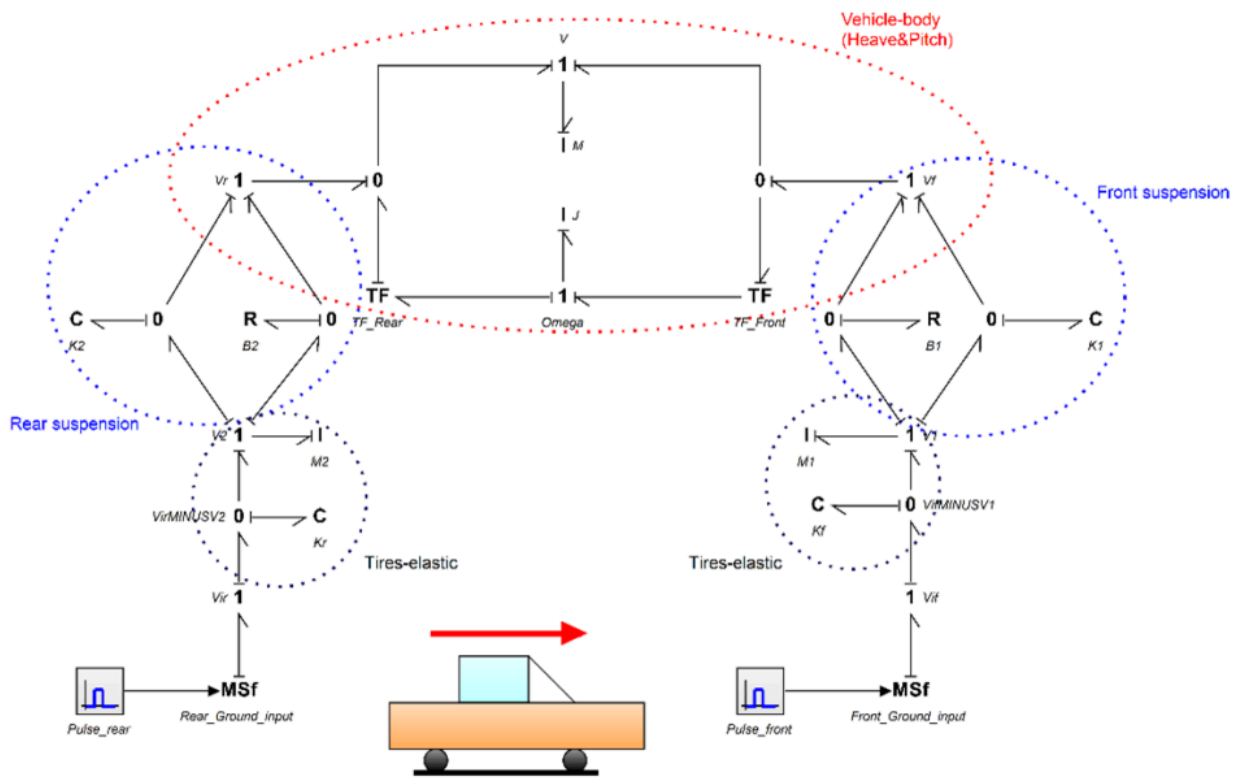 Vehicle-body
(Heave&Pitch)
V
1
I M
Vr 1
0
0
1 Vf
Front suspension
I J
TF
TF_Rear
1
Omega
TF
TF_Front
C
K2
0
R
B2
0
0
R
B1
0
C
K1
Rear suspension
V2
1
I
M2
I
M1
1
V1
VirMINUSV2
0
C
Kr
C
Kf
0
VifMINUSV1
Tires-elastic
Tires-elastic
Vir 1
1 Vif
MSf
Pulse_rear
Rear_Ground_input
MSf
Pulse_front
Front_Ground_input